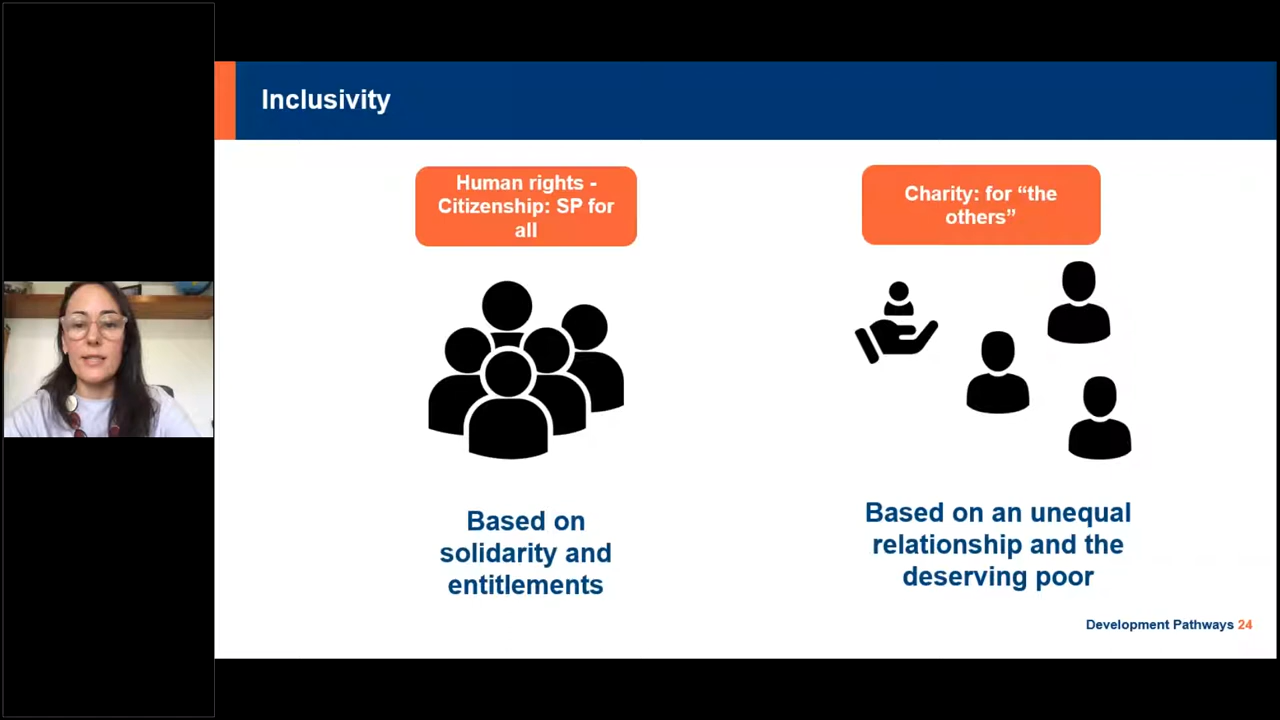 Inclusivity
Human rights -
Citizenship: SP for
all
Charity: for “the
others”
Based on
solidarity and
entitlements
Based on an unequal
relationship and the
deserving poor
Development Pathways 24